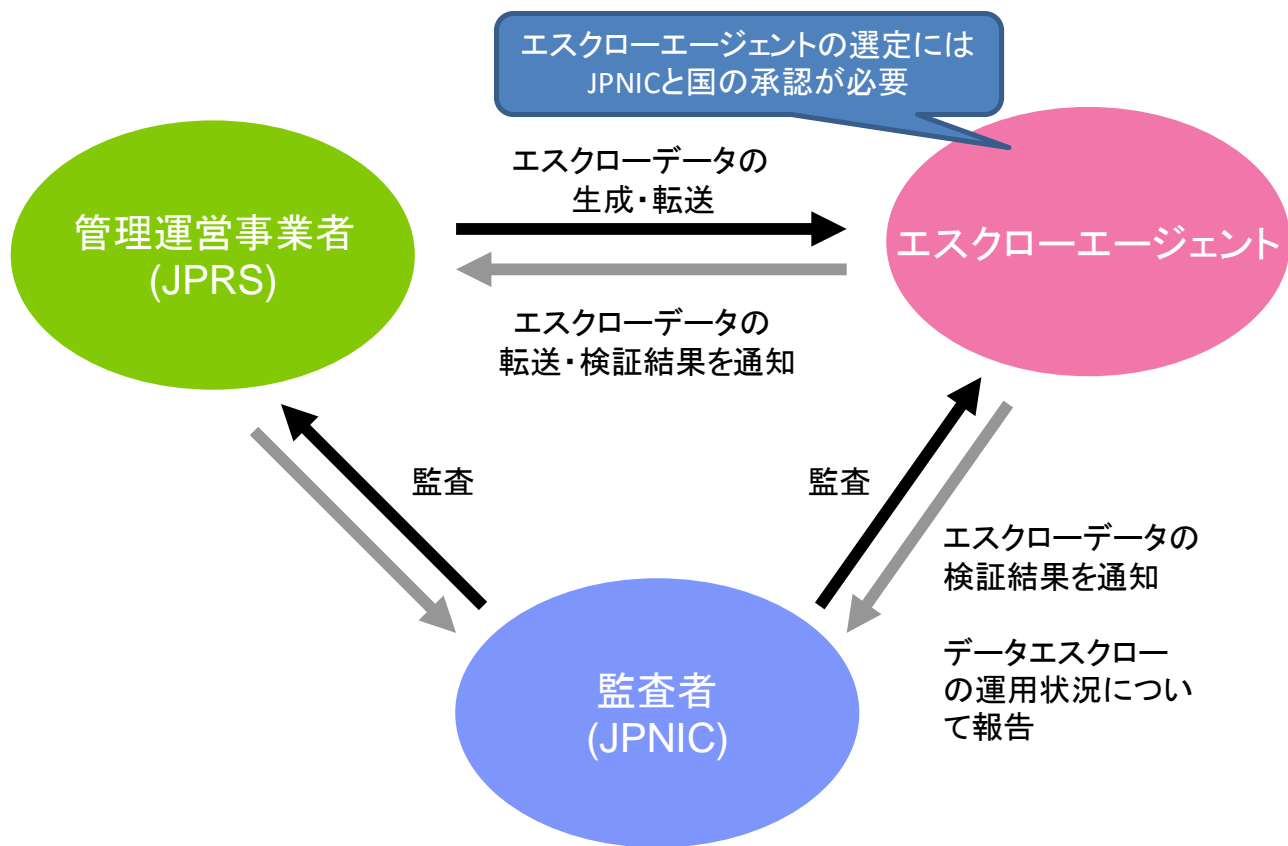 エスクローエージェントの選定には
JPNICと国の承認が必要
エスクローデータの
生成・転送
管理運営事業者
(JPRS)
エスクローエージェント
エスクローデータの
転送・検証結果を通知
監査
監査
エスクローデータの
検証結果を通知
データエスクロー
の運用状況につい
て報告
監査者
(JPNIC)